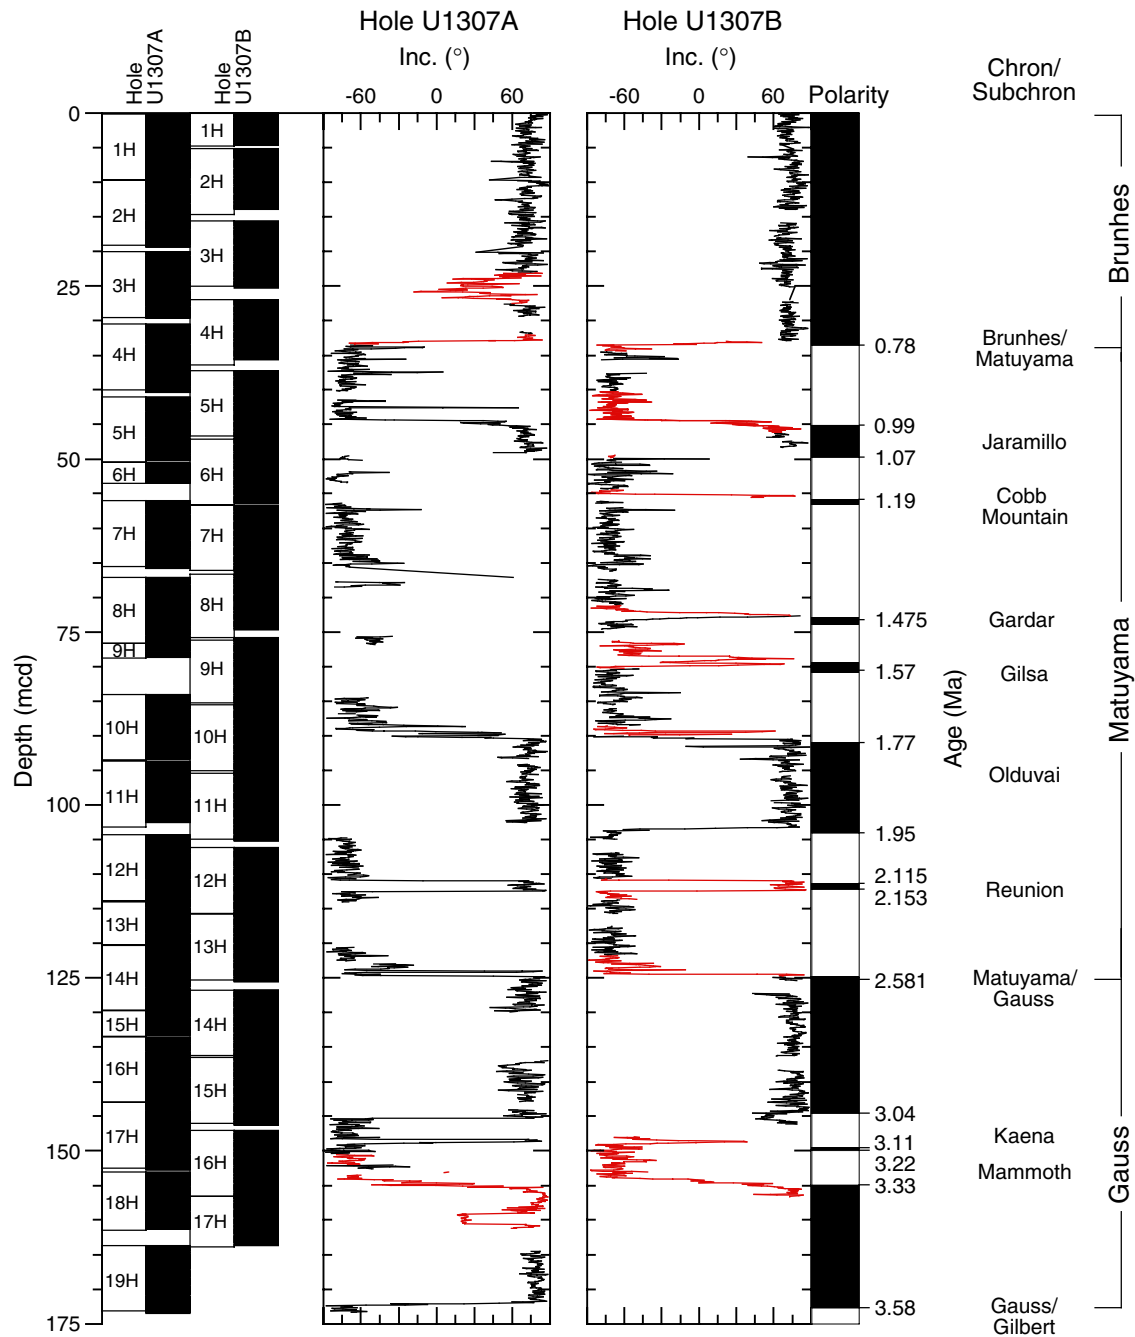 Hole U1307A
Hole U1307B
Inc. (°)
Inc. (°)
Hole
U1307A
Hole
U1307B
Chron/
Subchron
-60
0
60
-60
0
60
Polarity
0
25
50
75
100
125
150
175
Depth (mcd)
1H
2H
3H
4H
5H
6H
7H
8H
9H
10H
11H
12H
13H
14H
15H
16H
17H
18H
19H
1H
2H
3H
4H
5H
6H
7H
8H
9H
10H
11H
12H
13H
14H
15H
16H
17H
0.78
0.99
1.07
1.19
1.475
1.57
1.77
1.95
2.115
2.153
2.581
3.04
3.11
3.22
3.33
3.58
Age (Ma)
Brunhes/
Matuyama
Jaramillo
Cobb
Mountain
Gardar
Gilsa
Olduvai
Reunion
Matuyama/
Gauss
Kaena
Mammoth
Gauss/
Gilbert
Brunhes
Matuyama
Gauss